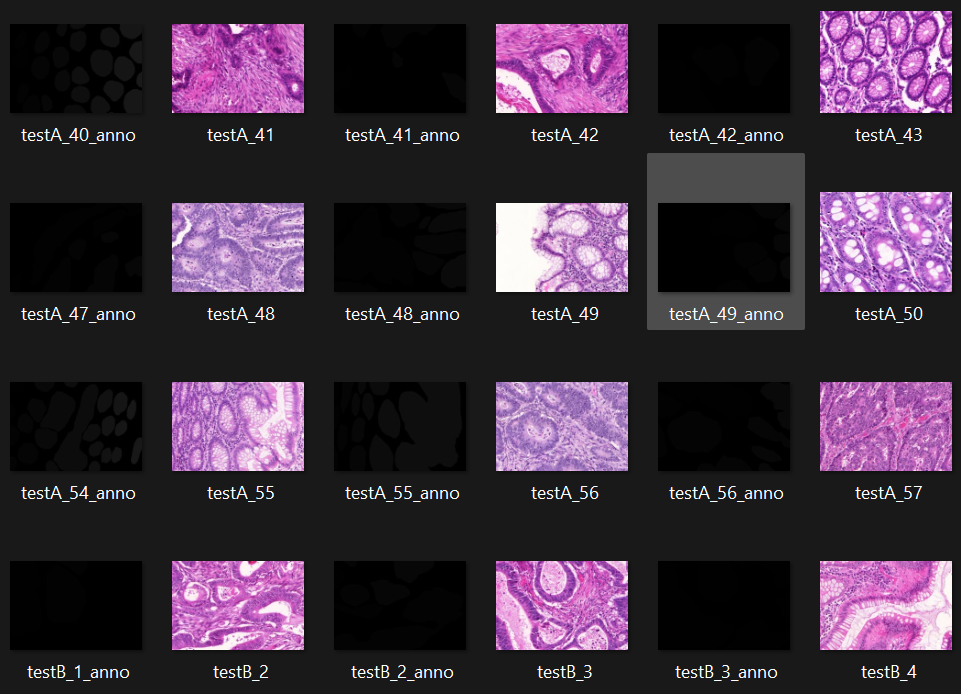 testA_40_anno
testA_41
testA_41_anno
testA_42
testA_42_anno
testA_43
testA_47_anno
testA_48
testA_48_anno
testA_49
testA_49_anno
testA_50
testA_54_anno
testA_55
testA_55_anno
testA_56
testA_56_anno
testA_57
testB_1_anno
testB_2
testB_2_anno
testB_3
testB_3_anno
testB_4